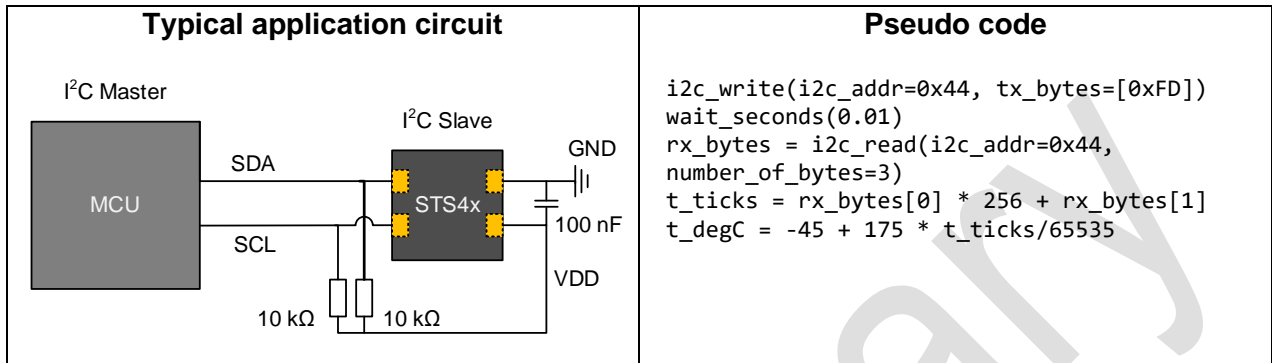 Typical application circuit
I2C Master
MCU
SDA
SCL
I2C Slave
STS4x
GND
100 nF
VDD
10 kΩ
10 kΩ
Pseudo code
i2c_write(i2c_addr=0x44, tx_bytes=[0xFD])
wait_seconds(0.01)
rx_bytes = i2c_read(i2c_addr=0x44,
number_of_bytes=3)
t_ticks = rx_bytes[0] * 256 + rx_bytes[1]
t_degC = -45 + 175 * t_ticks/65535
ary